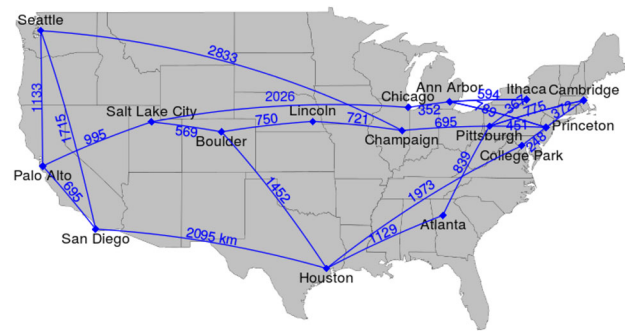 Seattle
2833
1133
1715
Salt Lake City
2026
Chicago
Ann Arbor
352
594
789
Ithaca
367
Cambridge
775
372
Princeton
995
569
Boulder
750
Lincoln
721
Champaign
695
Pittsburgh
451
248
College Park
Palo Alto
695
San Diego
2095 km
1452
Houston
1973
1129
839
Atlanta